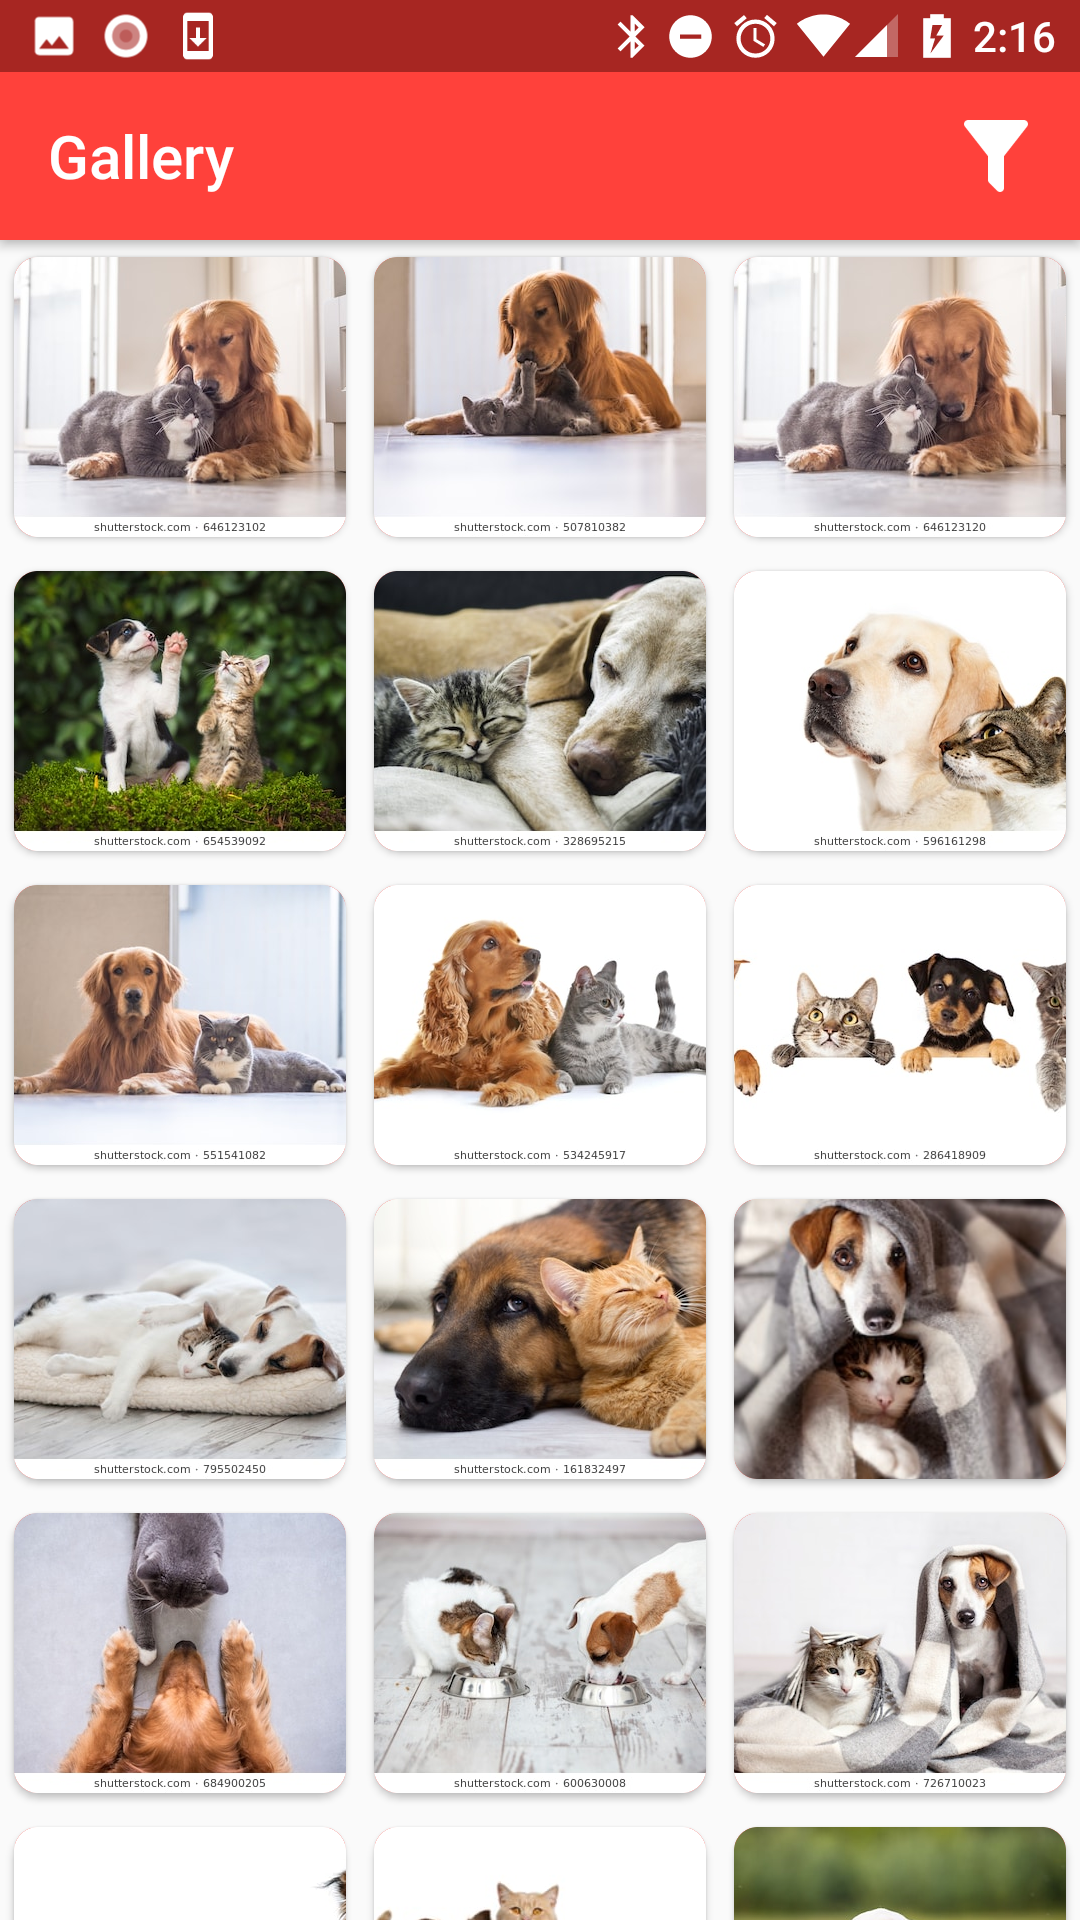 2:16
Gallery
shutterstock.com · 646123102
shutterstock.com · 507810382
shutterstock.com · 646123120
shutterstock.com · 654539092
shutterstock.com · 328695215
shutterstock.com · 596161298
shutterstock.com · 551541082
shutterstock.com · 534245917
shutterstock.com · 286418909
shutterstock.com · 795502450
shutterstock.com · 161832497
shutterstock.com · 684900205
shutterstock.com · 600630008
shutterstock.com · 726710023